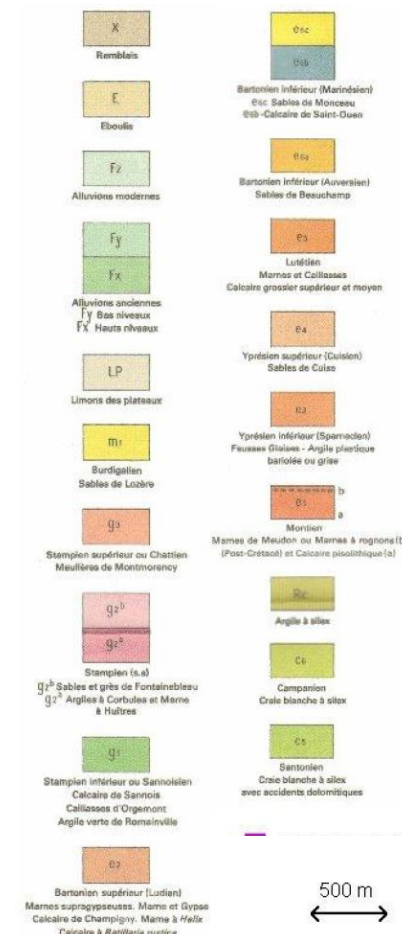 X
Remblais
E
Eboulis
Fz
Alluvions modernes
Fy
Fx
Alluvions anciennes
Fy Bas niveaux
Fx Hauts niveaux
LP
Limons des plateaux
m1
Burdigalien
Sables de Lozère
g3
Stampien supérieur ou Chattien
Meulières de Montmorency
g2b
g2a
Stampien (s.s)
g2b Sables et grès de Fontainebleau
g2a Argiles à Corbules et Marne
à Huîtres
g1
Stampien inférieur ou Sannoisien
Calcaire de Sannois
Caillasses d'Orgemont
Argile verte de Romainville
e7
Bartonien supérieur (Ludien)
Marnes supragypseuses. Marne et Gypse
Calcaire de Champigny. Marne à Helix
Calcaire à Batillaria rustica
e6c
e6b
Bartonien inférieur (Marinésien)
e6c Sables de Monceau
e6b -Calcaire de Saint-Ouen
e6a
Bartonien inférieur (Auversien)
Sables de Beauchamp
e5
Lutétien
Marnes et Caillasses
Calcaire grossier supérieur et moyen
e4
Yprésien supérieur (Cuisien)
Sables de Cuise
e3
Yprésien inférieur (Sparnacien)
Fausses Glaises - Argile plastique
bariolée ou grise
b
e1
a
Montien
Marnes de Meudon ou Marnes à rognons (b
(Post-Crétacé) et Calcaire pisolithique (a)
Rs
Argile à silex
c6
Campanien
Craie blanche à silex
c5
Santonien
Craie blanche à silex
avec accidents dolomitiques
500 m